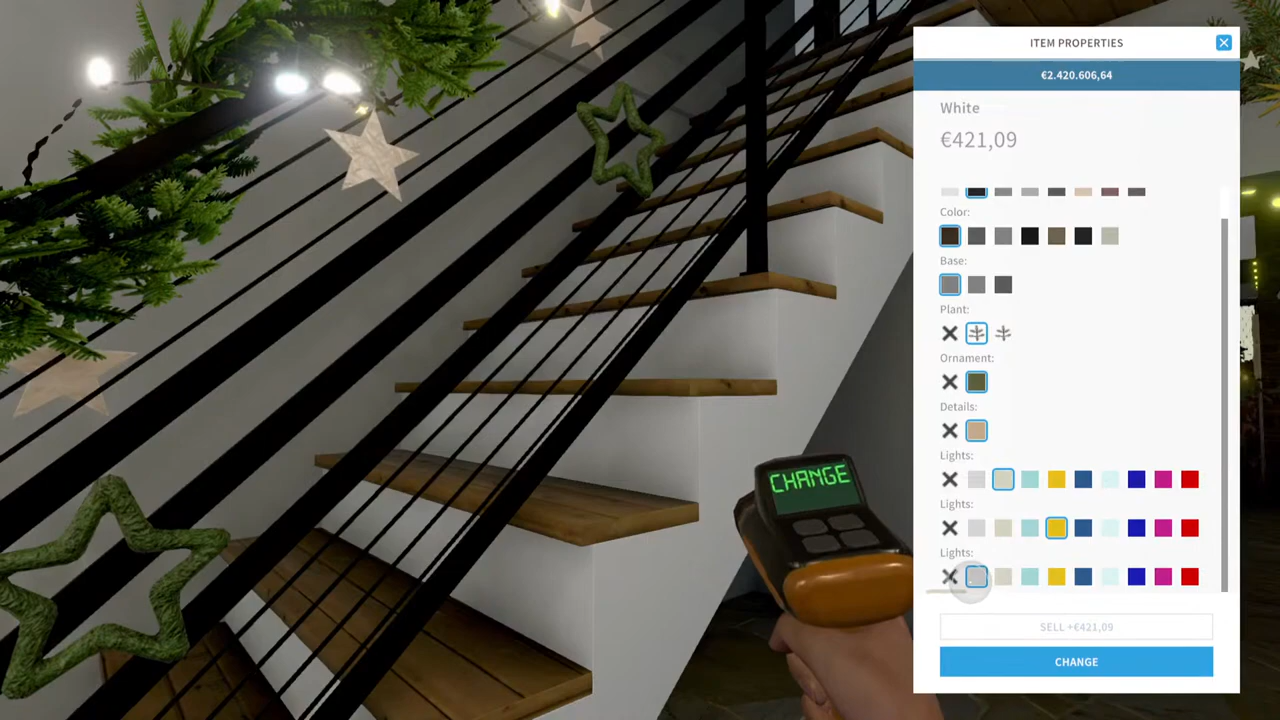 ITEM PROPERTIES
€2.420.606,64
White
€421,09
Color:
Base:
Plant:
Ornament:
Details:
Lights:
Lights:
Lights:
SELL +€421,09
CHANGE
CHANGE